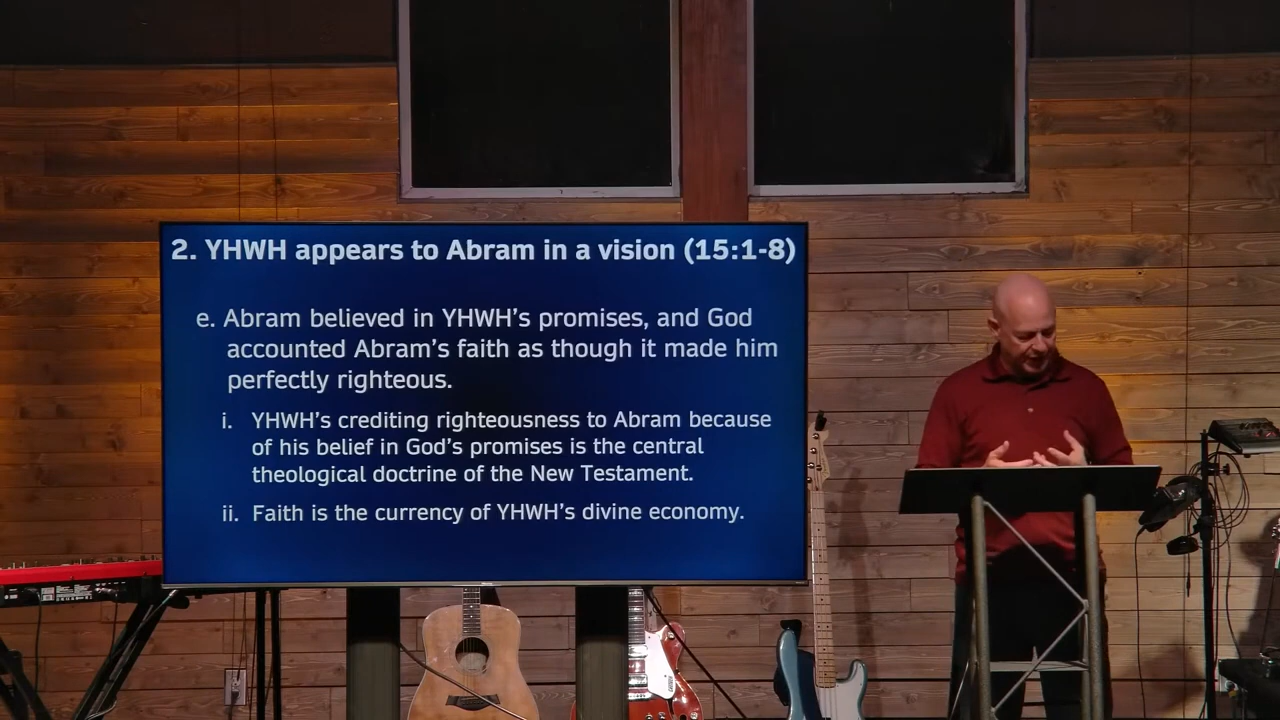 2. YHWH appears to Abram in a vision (15:1-8)
e. Abram believed in YHWH's promises, and God
accounted Abram's faith as though it made him
perfectly righteous.
i. YHWH's crediting righteousness to Abram because
of his belief in God's promises is the central
theological doctrine of the New Testament.
ii. Faith is the currency of YHWH's divine economy.